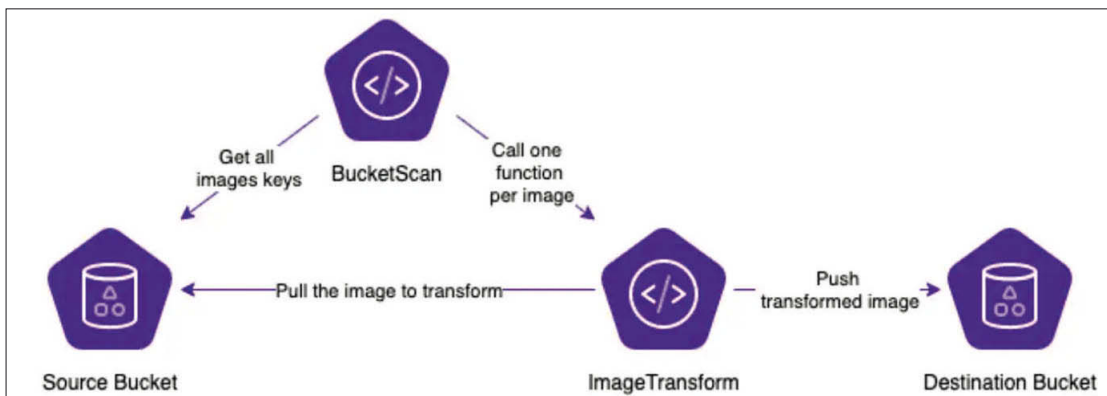 BucketScan
Get all
images keys
Call one
function
per image
Pull the image to transform
Push
transformed image
Source Bucket
ImageTransform
Destination Bucket